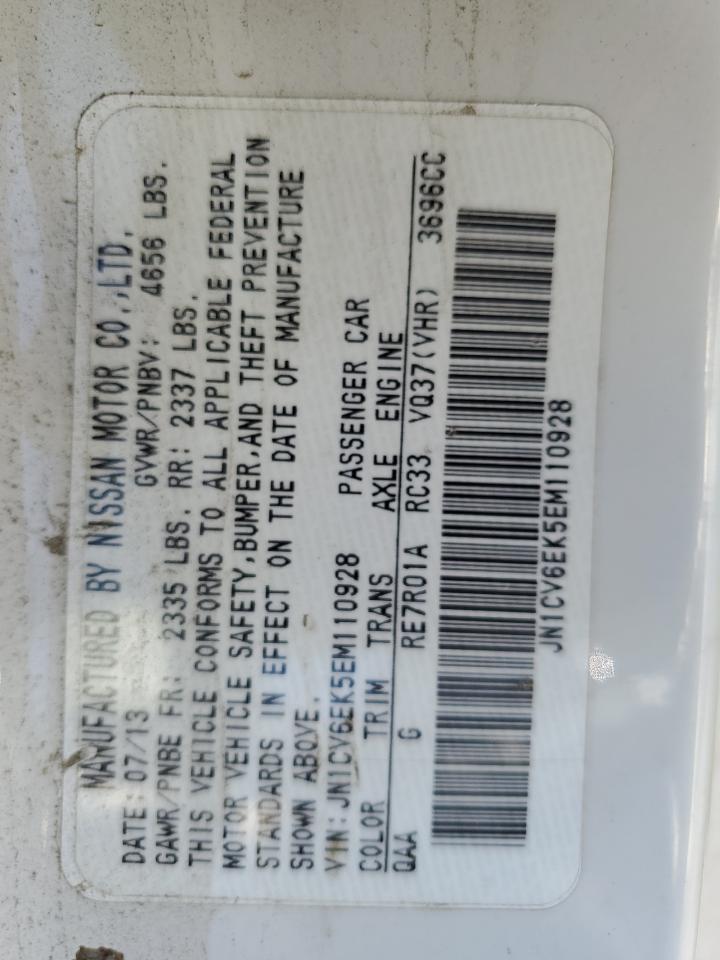 MANUFACTURED BY NISSAN MOTOR CO.,LTD.
DATE: 07/13 GVWR/PNBV: 4656 LBS.
GAWR/PNBE FR: 2335 LBS. RR: 2337 LBS.
THIS VEHICLE CONFORMS TO ALL APPLICABLE FEDERAL
MOTOR VEHICLE SAFETY,BUMPER,AND THEFT PREVENTION
STANDARDS IN EFFECT ON THE DATE OF MANUFACTURE
SHOWN ABOVE.
VIN:JN1CV6EK5EM110928 PASSENGER CAR
COLOR TRIM TRANS AXLE ENGINE
QAA G RE7R01A RC33 VQ37(VHR) 3696CC
JN1CV6EK5EM110928